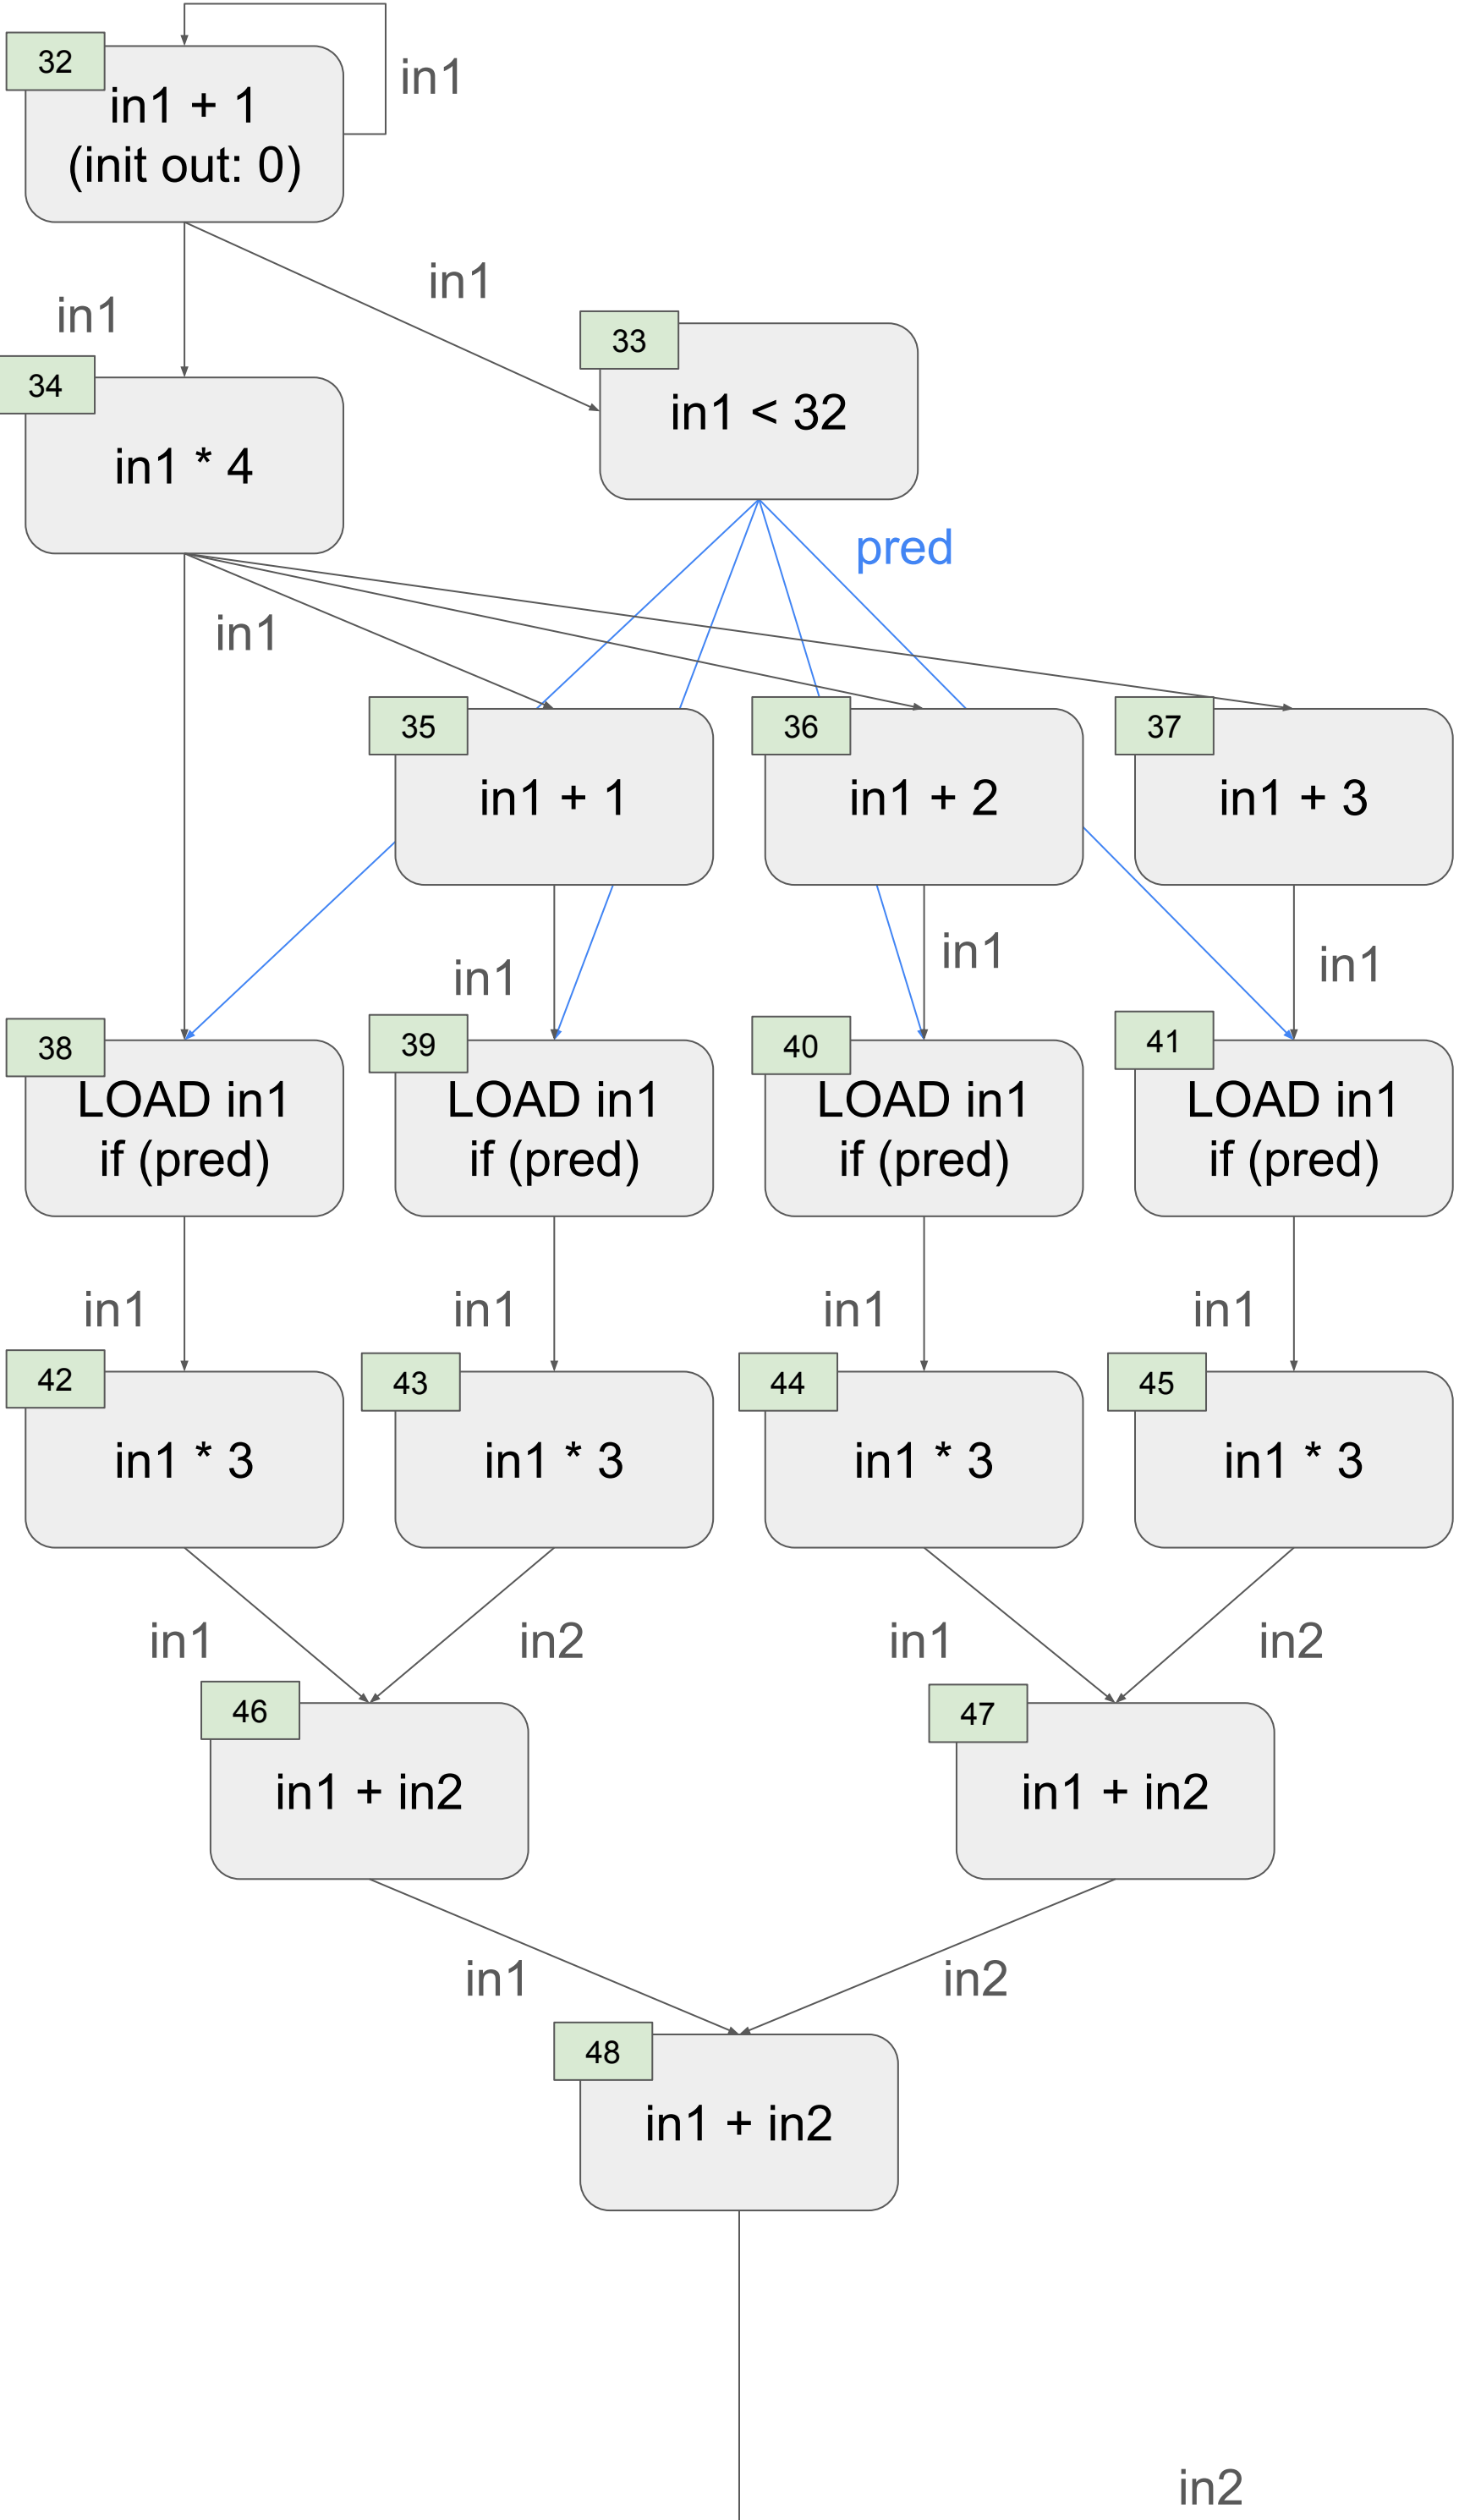 32
in1 + 1
(init out: 0)
in1
in1
in1
33
in1 < 32
34
in1 * 4
pred
in1
35
in1 + 1
36
in1 + 2
37
in1 + 3
in1
in1
in1
38
LOAD in1
if (pred)
39
LOAD in1
if (pred)
40
LOAD in1
if (pred)
41
LOAD in1
if (pred)
in1
in1
in1
in1
42
in1 * 3
43
in1 * 3
44
in1 * 3
45
in1 * 3
in1
in2
in1
in2
46
in1 + in2
47
in1 + in2
in1
in2
48
in1 + in2
in2